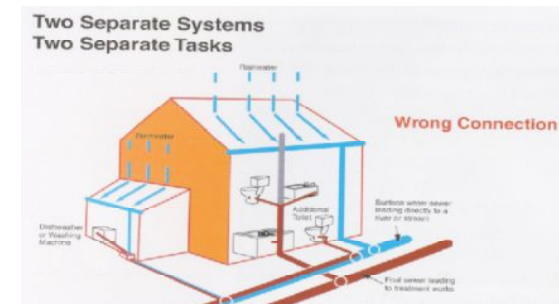 Two Separate Systems
Two Separate Tasks
Rainwater
Wrong Connection
Rainwater
Additional
Toilet
Surface water sewer
leading directly to a
river or stream
Dishwasher
or Washing
Machine
Foul sewer leading
to treatment works